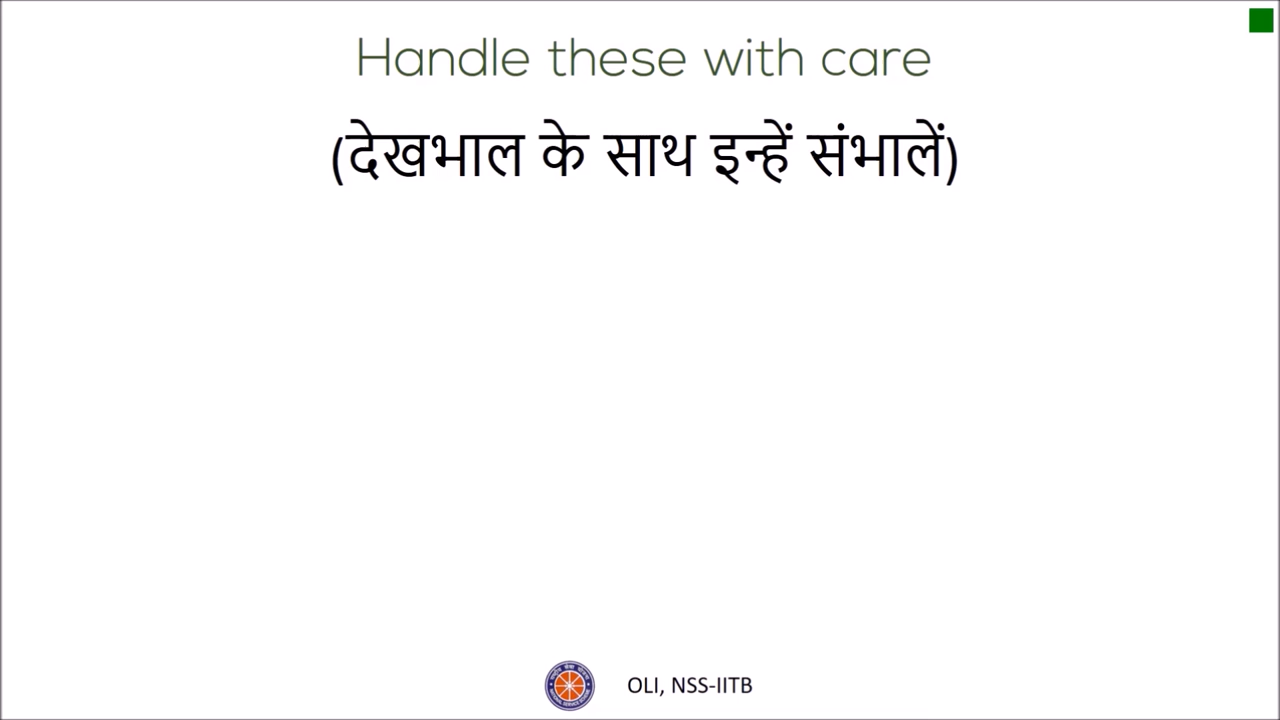 Handle these with care
(देखभाल के साथ इन्हें संभालें)
OLI, NSS-IITB